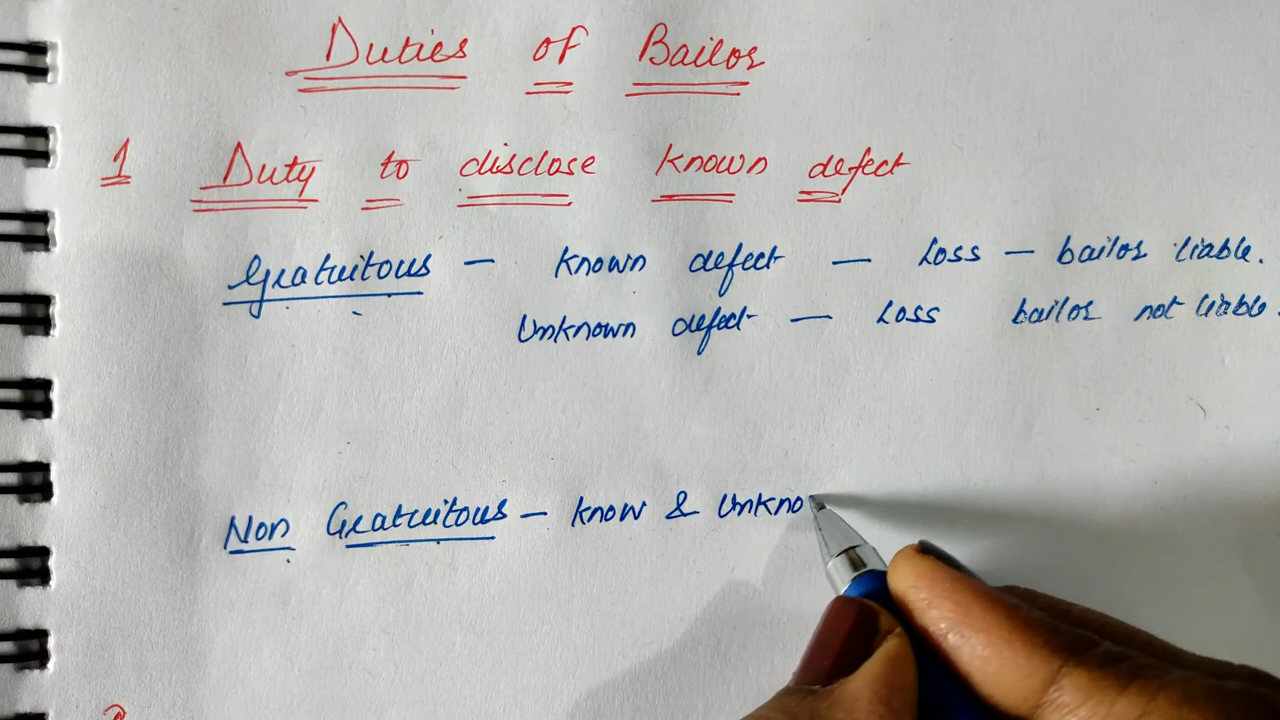 Duties of Bailor
1 Duty to disclose known defect
Gratuitous - Known defect — Loss — bailor liable.
Unknown defect — Loss bailor not liable.
Non Gratuitous - know & Unkno
2